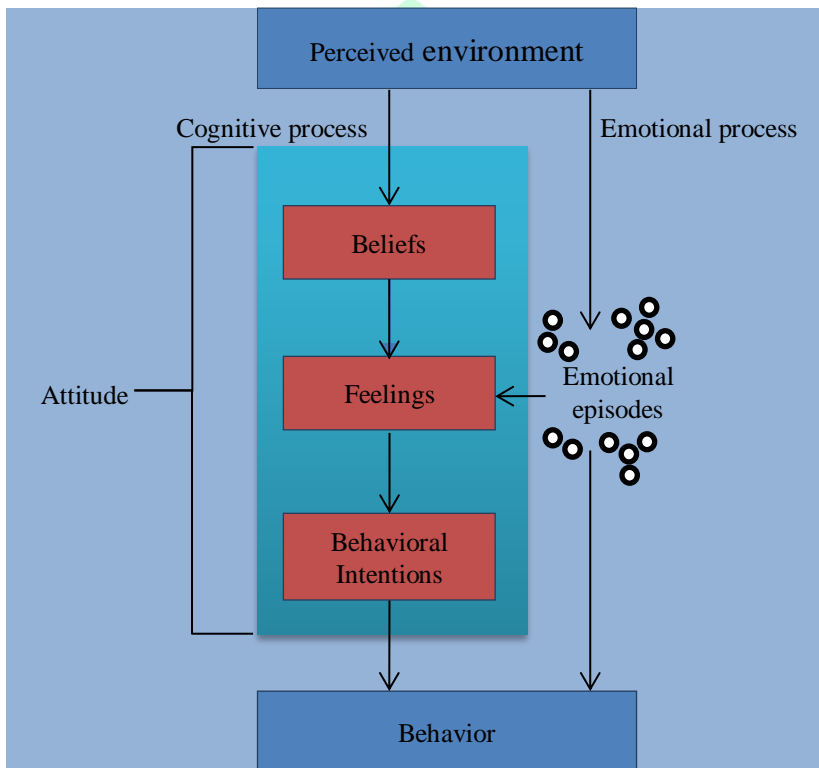 Perceived environment
Cognitive process
Emotional process
Beliefs
Attitude
Feelings
Emotional
episodes
Behavioral
Intentions
Behavior